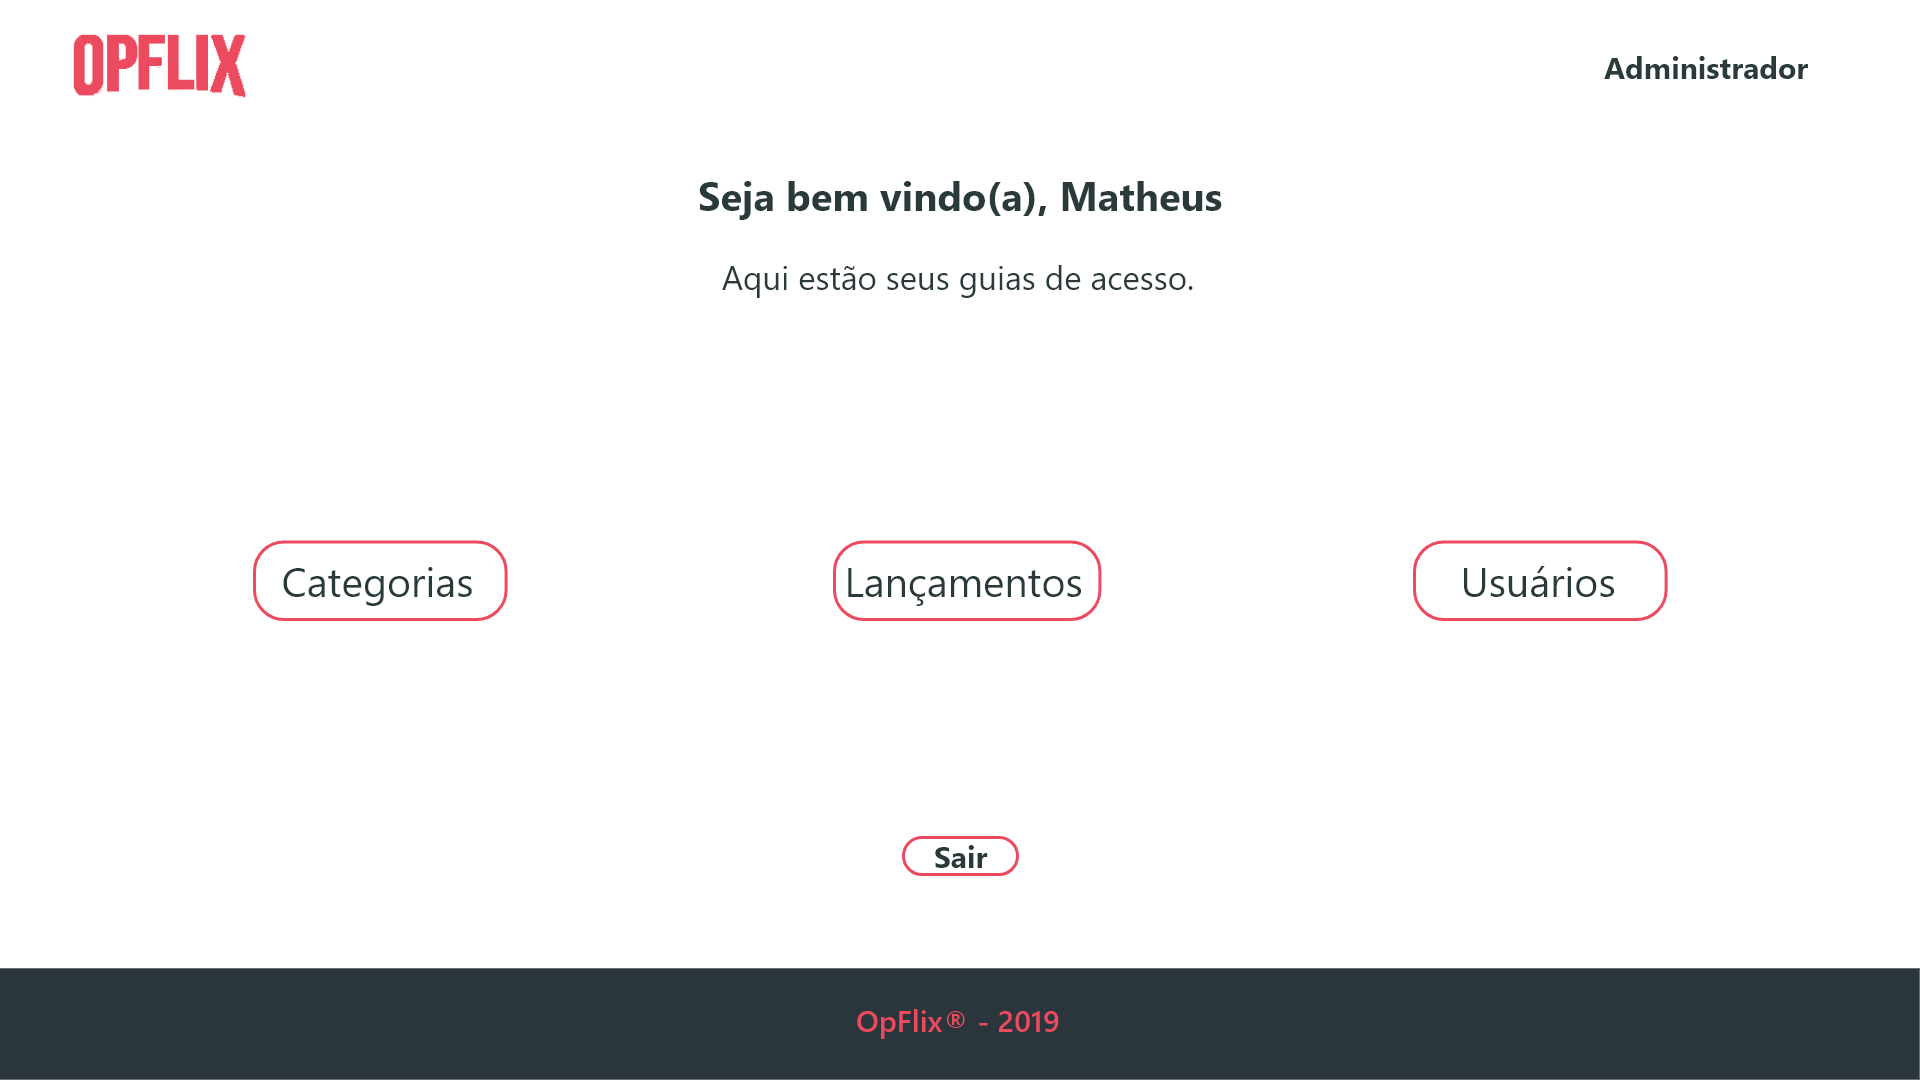 OPFLIX
Administrador
Seja bem vindo(a), Matheus
Aqui estão seus guias de acesso.
Categorias
Lançamentos
Usuários
Sair
OpFlix® - 2019